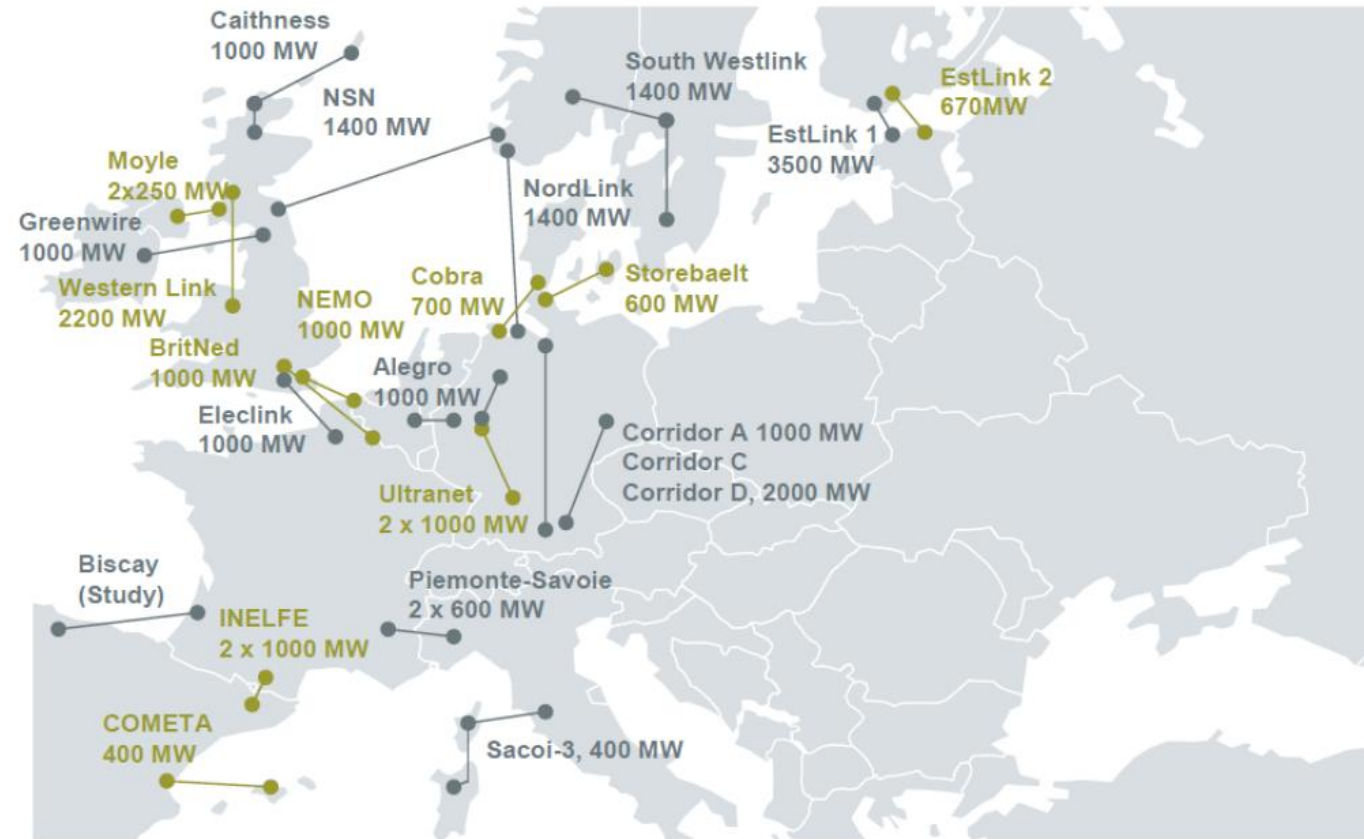 Caithness
1000 MW
NSN
1400 MW
South Westlink
1400 MW
EstLink 2
670MW
EstLink 1
3500 MW
Moyle
2x250 MW
Greenwire
1000 MW
NordLink
1400 MW
Western Link
2200 MW
NEMO
1000 MW
Cobra
700 MW
Storebaelt
600 MW
BritNed
1000 MW
Alegro
1000 MW
Eleclink
1000 MW
Corridor A 1000 MW
Corridor C
Corridor D, 2000 MW
Ultranet
2 x 1000 MW
Biscay
(Study)
Piemonte-Savoie
2 x 600 MW
INELFE
2 x 1000 MW
COMETA
400 MW
Sacoi-3, 400 MW